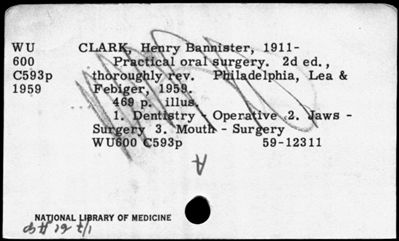 WU CLARK, Henry Bannister, 1911-
600 Practical oral surgery. 2d ed.,
C593p thoroughly rev. Philadelphia, Lea &
1959 Febiger, 1959.
469 p. illus.
1. Dentistry - Operative 2. Jaws -
Surgery 3. Mouth - Surgery
WU600 C593p 59-12311
A
NATIONAL LIBRARY OF MEDICINE